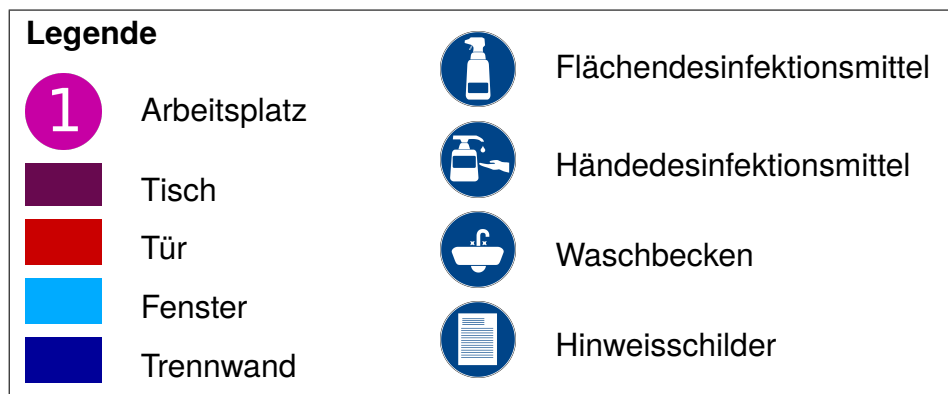 Legende
1
Arbeitsplatz
Tisch
Tür
Fenster
Trennwand
Flächendesinfektionsmittel
Händedesinfektionsmittel
Waschbecken
Hinweisschilder